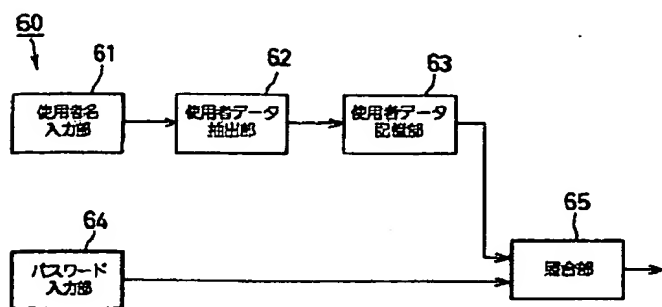 60
61
62
63
使用者名
入力部
使用者データ
抽出部
使用者データ
記憶部
64
65
パスワード
入力部
照合部